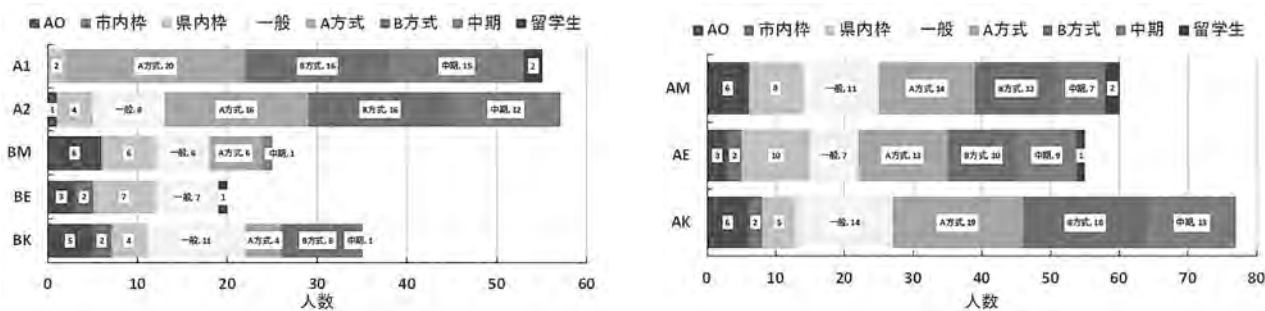 AO 市内枠 県内枠 一般 A方式 B方式 中期 留学生
A1 2 A方式, 20 B方式, 16 中期, 15 2
A2 1 4 一般, 8 A方式, 16 B方式, 16 中期, 12
BM 6 6 一般, 6 A方式, 6 中期, 1
BE 3 2 7 一般, 7 1
BK 5 2 4 一般, 11 A方式, 4 B方式, 8 中期, 1
0 10 20 30 40 50 60
人数
AO 市内枠 県内枠 一般 A方式 B方式 中期 留学生
AM 6 8 一般, 11 A方式, 14 B方式, 12 中期, 7 2
AE 3 2 10 一般, 7 A方式, 13 B方式, 10 中期, 9 1
AK 6 2 5 一般, 14 A方式, 19 B方式, 18 中期, 13
0 10 20 30 40 50 60 70 80
人数